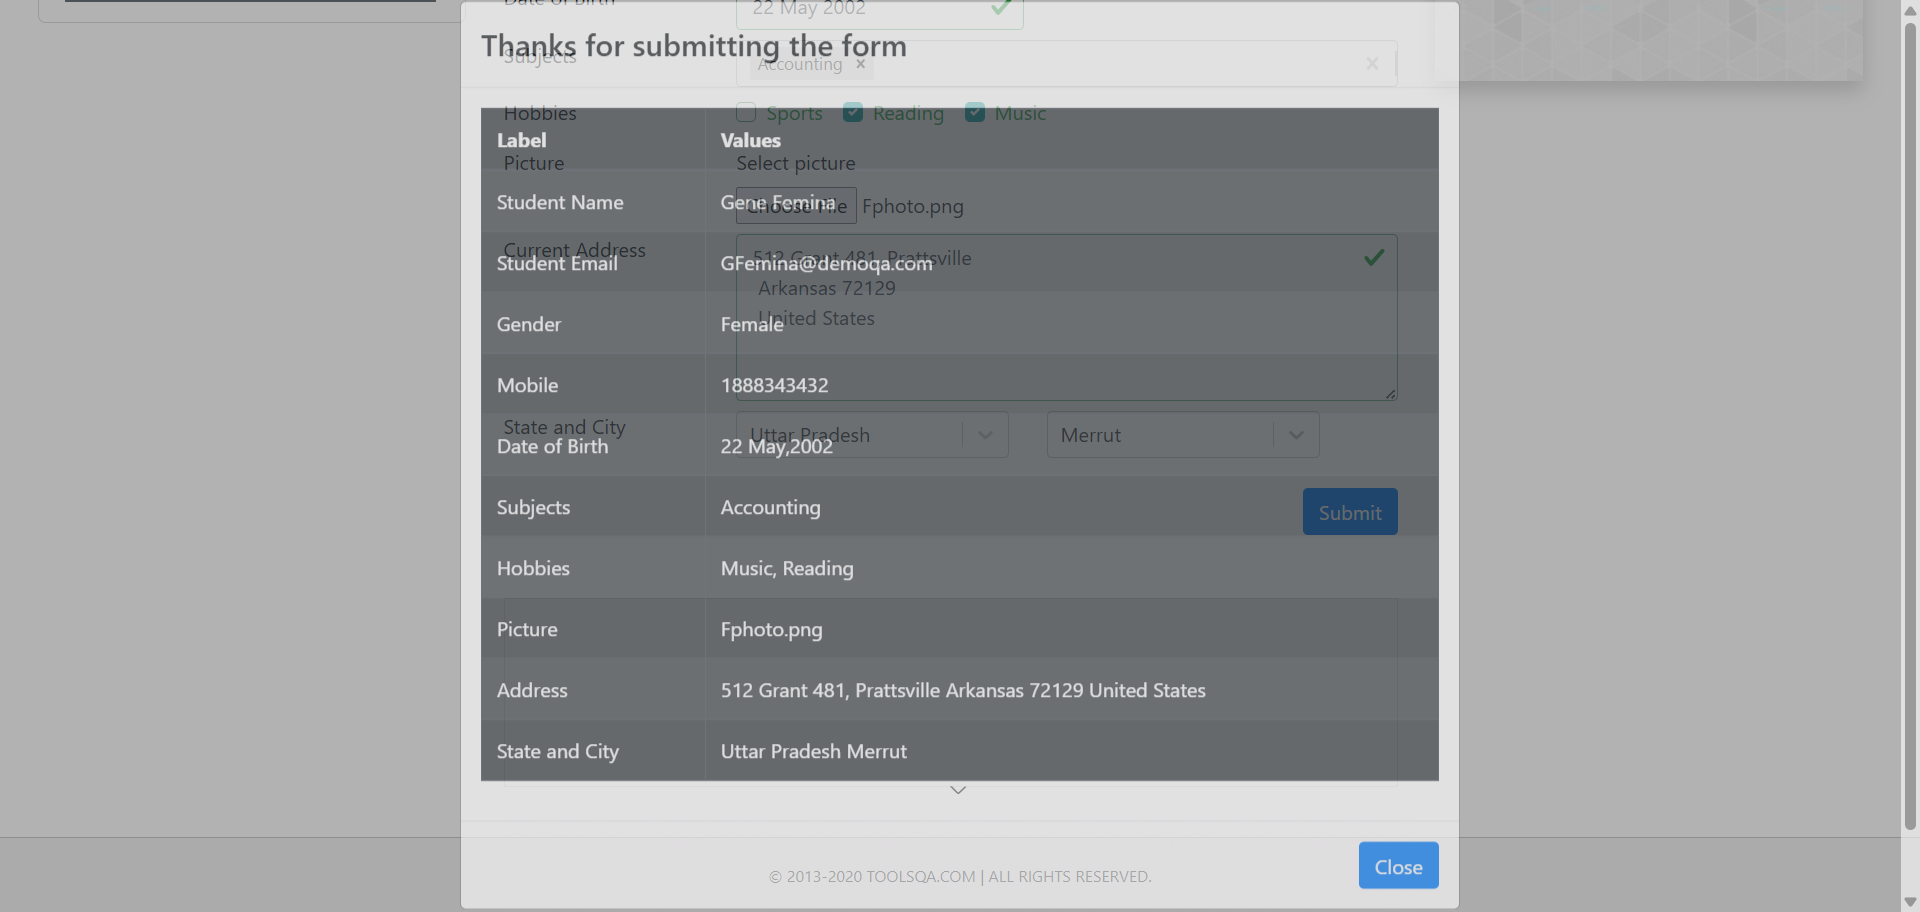 Date of Birth 22 May 2002
Thanks for submitting the form
Subjects Accounting ×
Hobbies Sports Reading Music
Label Values
Picture Select picture
Student Name Gene Femina
Choose File Fphoto.png
Current Address 512 Grant 481, Prattsville
Arkansas 72129
United States
Student Email GFemina@demoqa.com
Gender Female
Mobile 1888343432
State and City Uttar Pradesh Merrut
Date of Birth 22 May,2002
Subjects Accounting
Submit
Hobbies Music, Reading
Picture Fphoto.png
Address 512 Grant 481, Prattsville Arkansas 72129 United States
State and City Uttar Pradesh Merrut
Close
© 2013-2020 TOOLSQA.COM | ALL RIGHTS RESERVED.